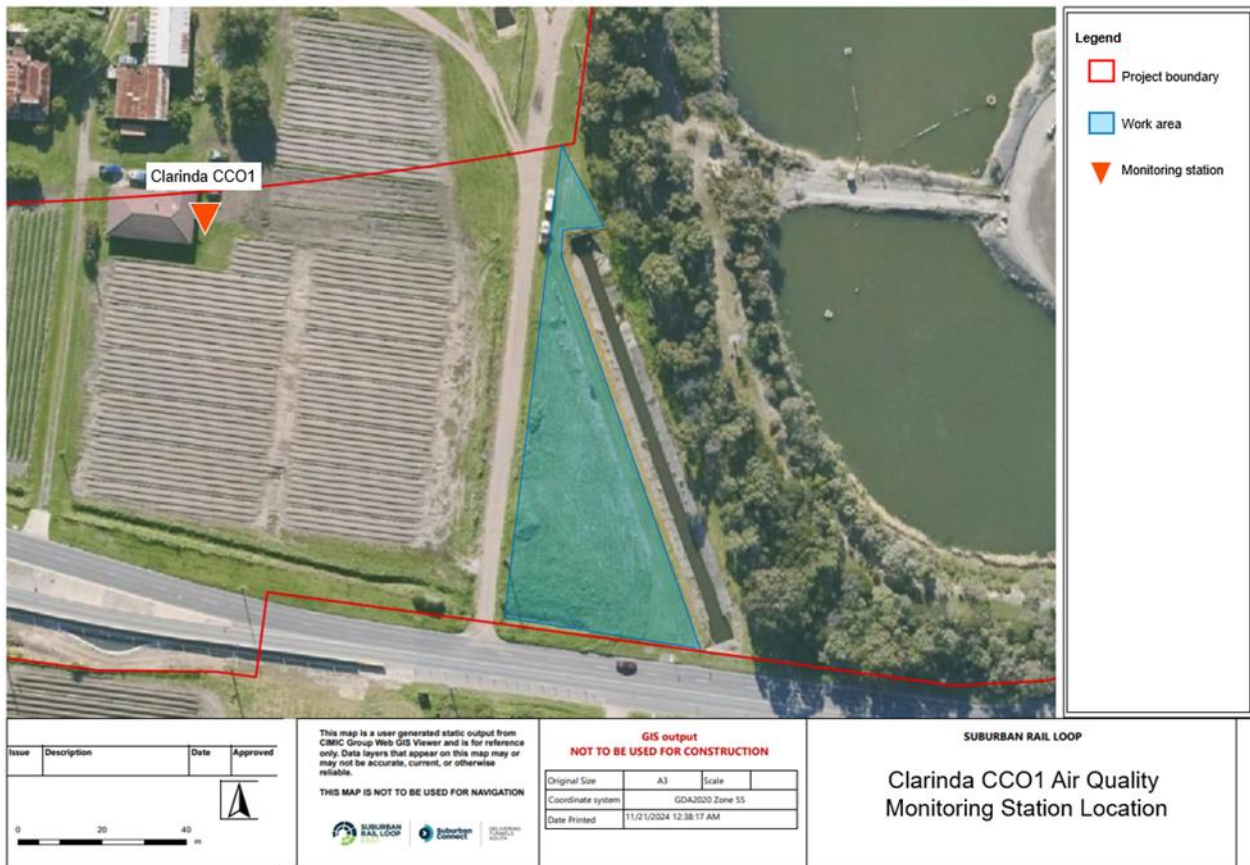 Clarinda CCO1
Legend
Project boundary
Work area
Monitoring station
Issue Description Date Approved
0 20 40
m
This map is a user generated static output from
CIMIC Group Web GIS Viewer and is for reference
only. Data layers that appear on this map may or
may not be accurate, current, or otherwise
reliable.
THIS MAP IS NOT TO BE USED FOR NAVIGATION
SUBURBAN
RAIL LOOP
EAST
Suburban
Connect
DELIVERING
TUNNELS
SOUTH
GIS output
NOT TO BE USED FOR CONSTRUCTION
Original Size A3 Scale
Coordinate system GDA2020 Zone 55
Date Printed 11/21/2024 12:38:17 AM
SUBURBAN RAIL LOOP
Clarinda CCO1 Air Quality
Monitoring Station Location